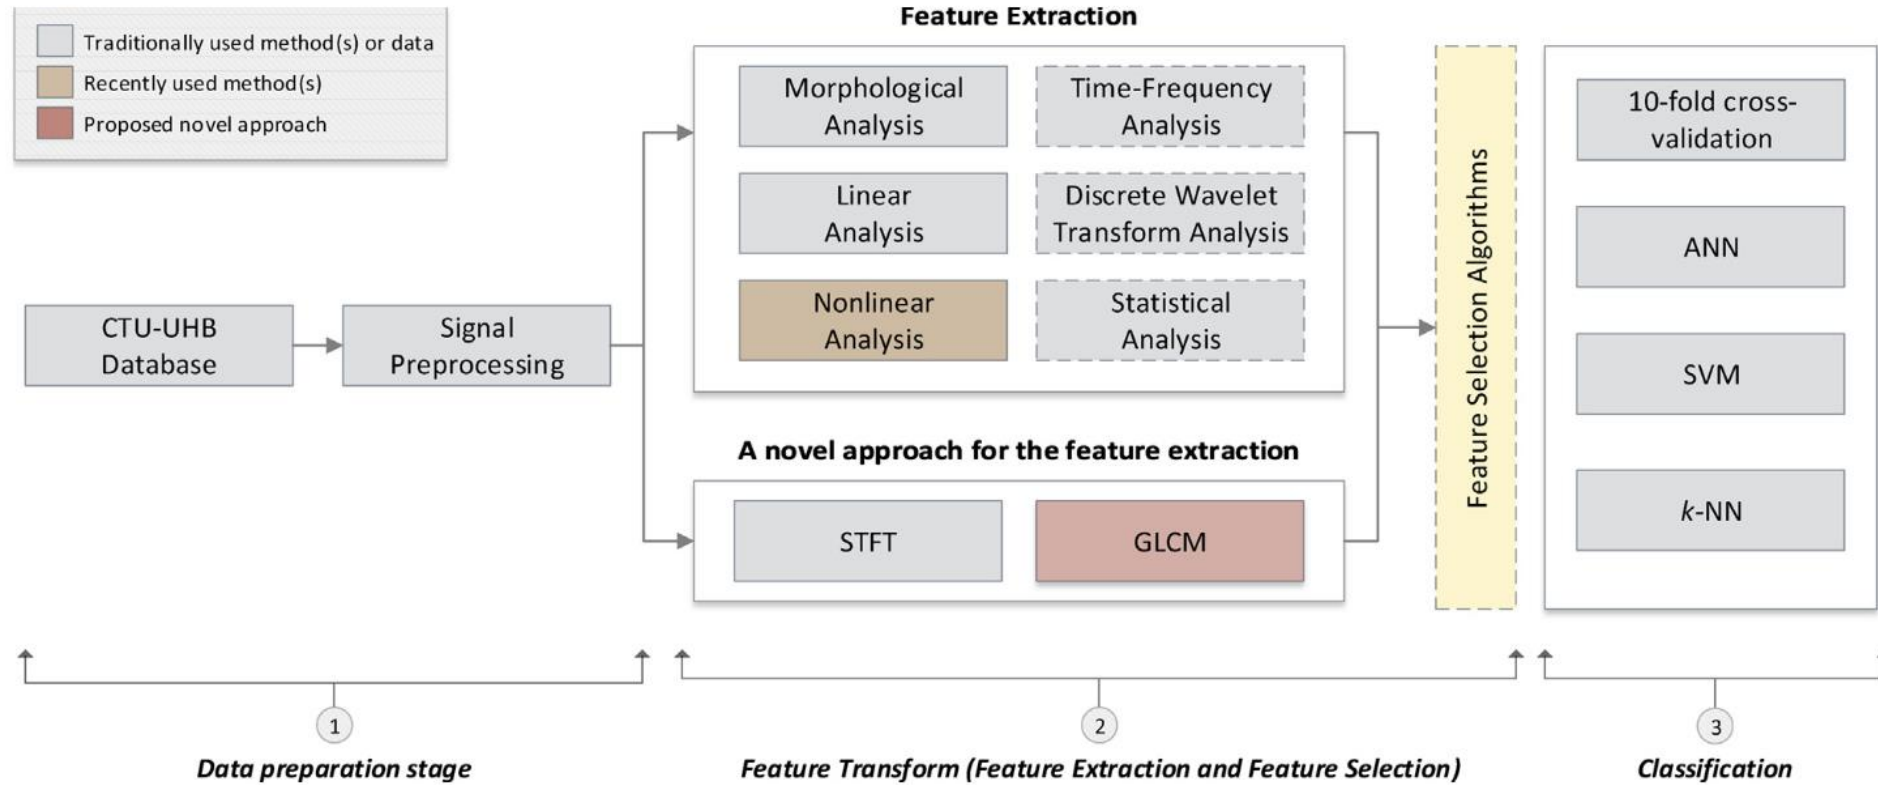 Feature Extraction
Traditionally used method(s) or data
Recently used method(s)
Proposed novel approach
CTU-UHB
Database
Signal
Preprocessing
Morphological
Analysis
Time-Frequency
Analysis
Linear
Analysis
Discrete Wavelet
Transform Analysis
Nonlinear
Analysis
Statistical
Analysis
A novel approach for the feature extraction
STFT
GLCM
Feature Selection Algorithms
10-fold cross-
validation
ANN
SVM
k-NN
1
Data preparation stage
2
Feature Transform (Feature Extraction and Feature Selection)
3
Classification